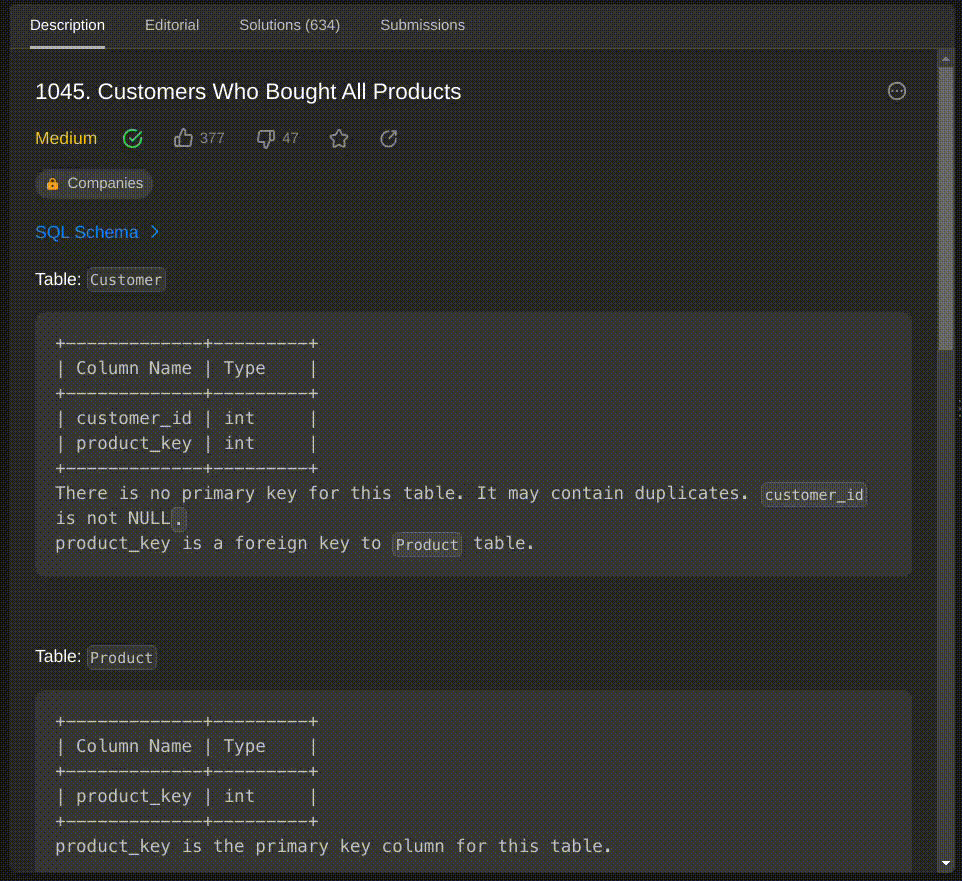 Description Editorial Solutions (634) Submissions
1045. Customers Who Bought All Products
Medium 377 47
Companies
SQL Schema
Table: Customer
+-------------+---------+
| Column Name | Type    |
+-------------+---------+
| customer_id | int     |
| product_key | int     |
+-------------+---------+
There is no primary key for this table. It may contain duplicates. customer_id
is not NULL.
product_key is a foreign key to Product table.
Table: Product
+-------------+---------+
| Column Name | Type    |
+-------------+---------+
| product_key | int     |
+-------------+---------+
product_key is the primary key column for this table.